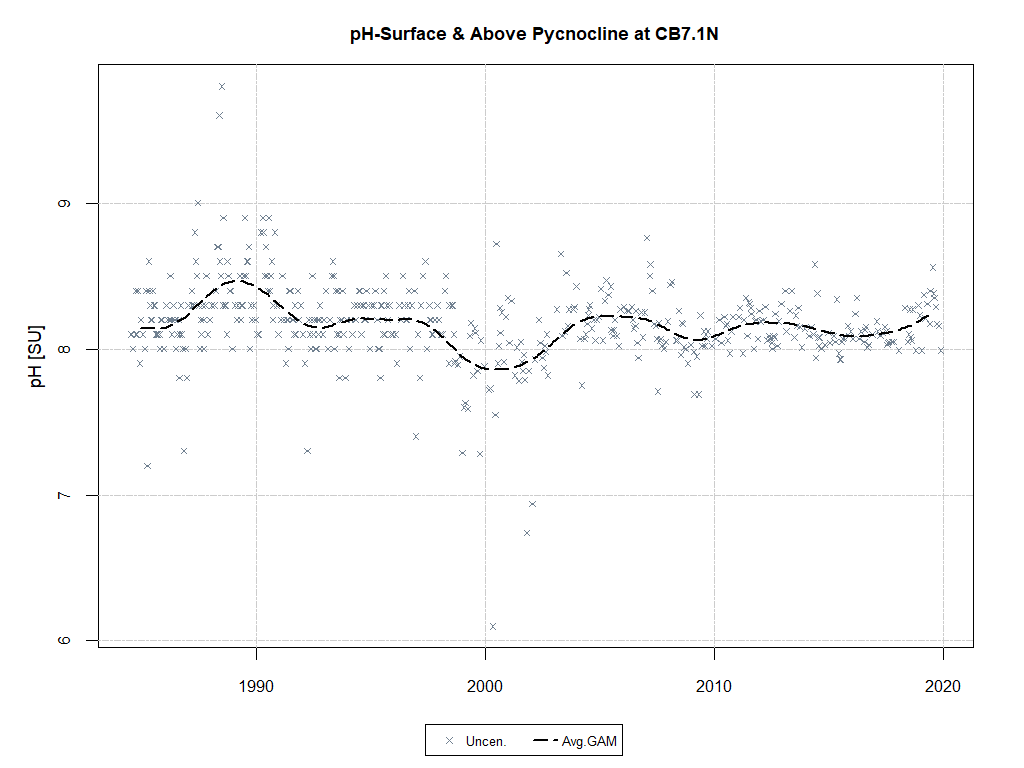 pH-Surface & Above Pycnocline at CB7.1N
pH [SU]
9
8
7
6
1990
2000
2010
2020
Uncen.
Avg.GAM